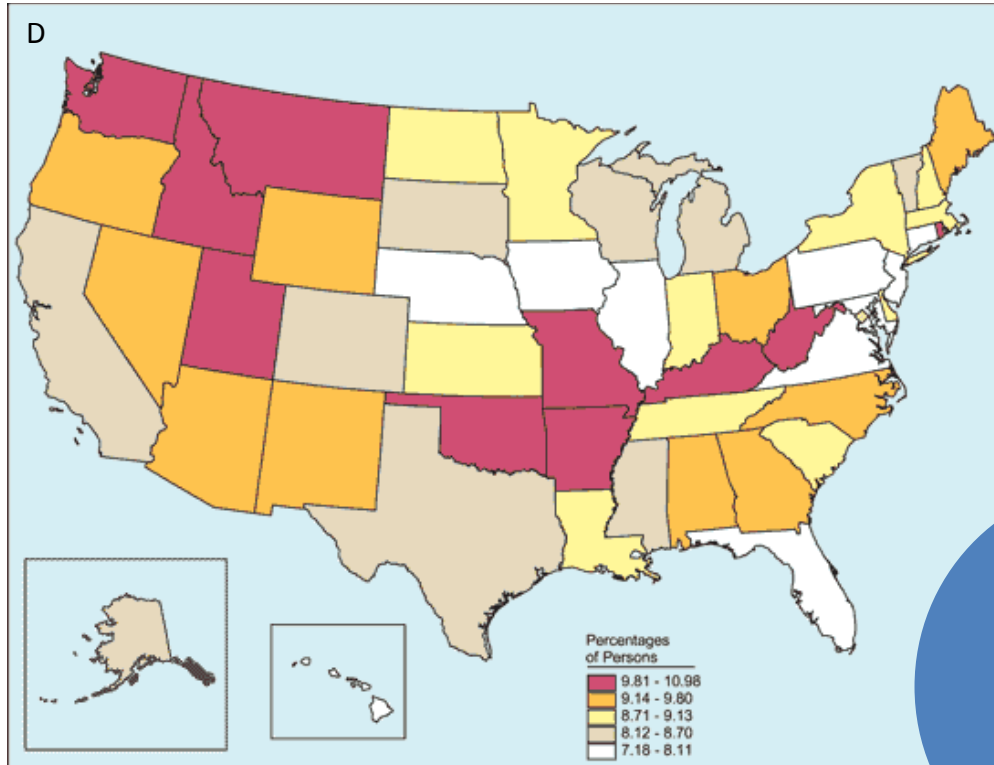 D
Percentages
of Persons
9.81 - 10.98
9.14 - 9.80
8.71 - 9.13
8.12 - 8.70
7.18 - 8.11